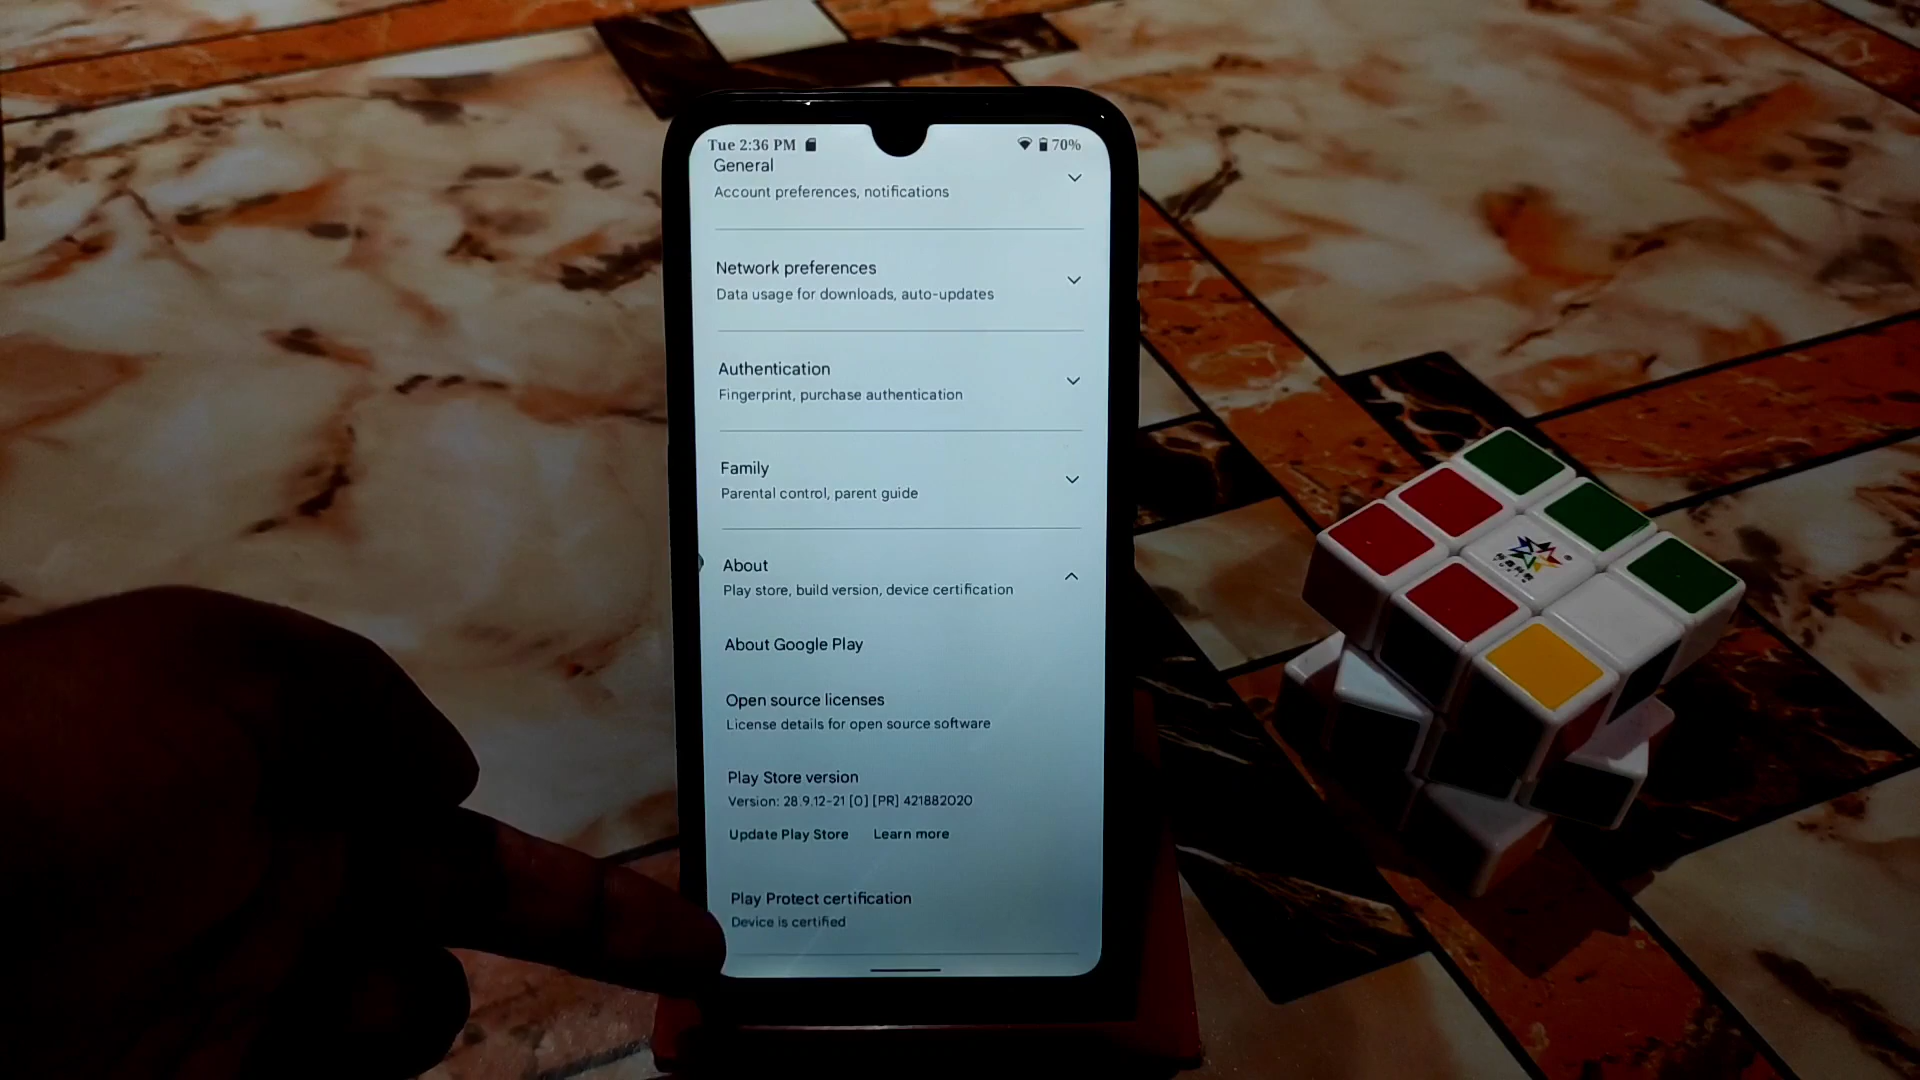 Tue 2:36 PM 70%
General
Account preferences, notifications
Network preferences
Data usage for downloads, auto-updates
Authentication
Fingerprint, purchase authentication
Family
Parental control, parent guide
About
Play store, build version, device certification
About Google Play
Open source licenses
License details for open source software
Play Store version
Version: 28.9.12-21 [0] [PR] 421882020
Update Play Store Learn more
Play Protect certification
Device is certified